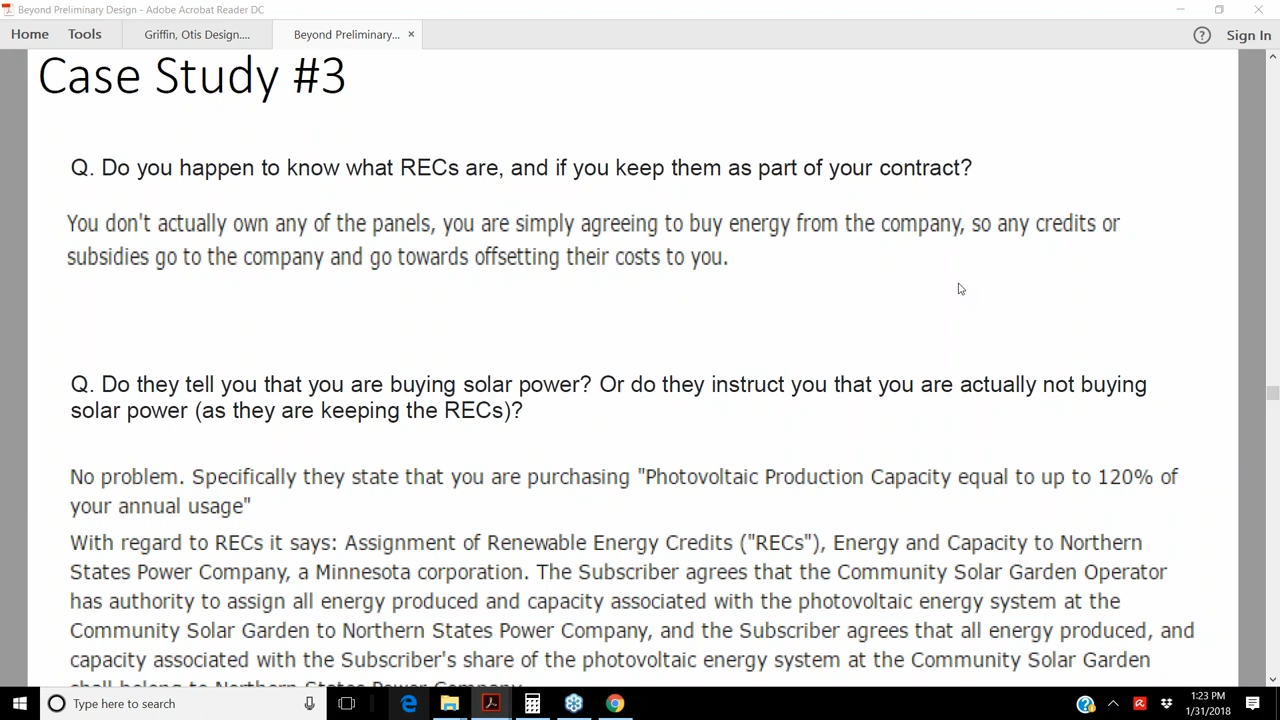 Beyond Preliminary Design - Adobe Acrobat Reader DC
Home Tools Griffin, Otis Design.... Beyond Preliminary... × ? Sign In
Case Study #3
Q. Do you happen to know what RECs are, and if you keep them as part of your contract?
You don't actually own any of the panels, you are simply agreeing to buy energy from the company, so any credits or
subsidies go to the company and go towards offsetting their costs to you.
Q. Do they tell you that you are buying solar power? Or do they instruct you that you are actually not buying
solar power (as they are keeping the RECs)?
No problem. Specifically they state that you are purchasing "Photovoltaic Production Capacity equal to up to 120% of
your annual usage"
With regard to RECs it says: Assignment of Renewable Energy Credits ("RECs"), Energy and Capacity to Northern
States Power Company, a Minnesota corporation. The Subscriber agrees that the Community Solar Garden Operator
has authority to assign all energy produced and capacity associated with the photovoltaic energy system at the
Community Solar Garden to Northern States Power Company, and the Subscriber agrees that all energy produced, and
capacity associated with the Subscriber's share of the photovoltaic energy system at the Community Solar Garden
shall belong to Northern States Power Company
Type here to search
1:23 PM
1/31/2018